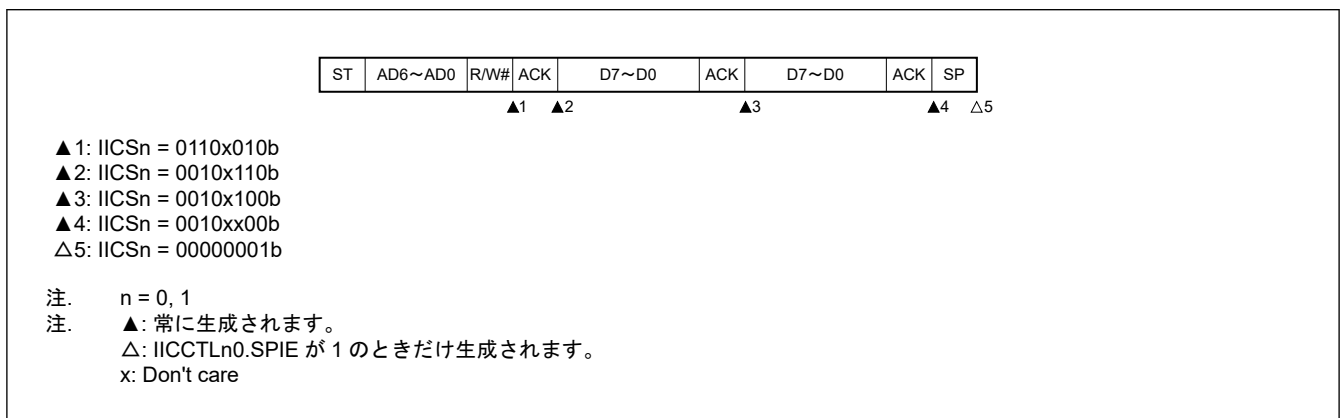 ST AD6~AD0 R/W# ACK D7~D0 ACK D7~D0 ACK SP
▲1 ▲2 ▲3 ▲4 △5
▲1: IICSn = 0110x010b
▲2: IICSn = 0010x110b
▲3: IICSn = 0010x100b
▲4: IICSn = 0010xx00b
△5: IICSn = 00000001b
注. n = 0, 1
注. ▲: 常に生成されます。
△: IICCTLn0.SPIE が 1 のときだけ生成されます。
x: Don't care